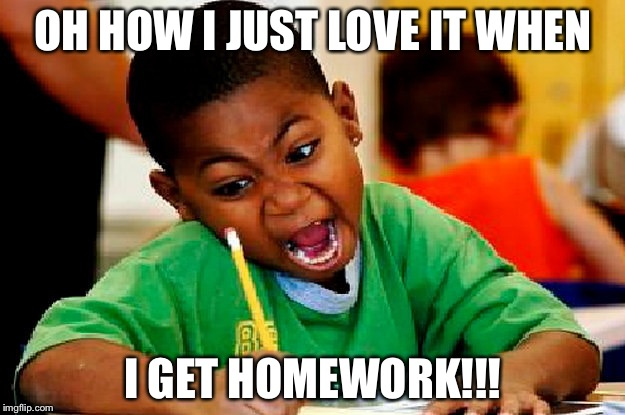 OH HOW I JUST LOVE IT WHEN
I GET HOMEWORK!!!
imgflip.com